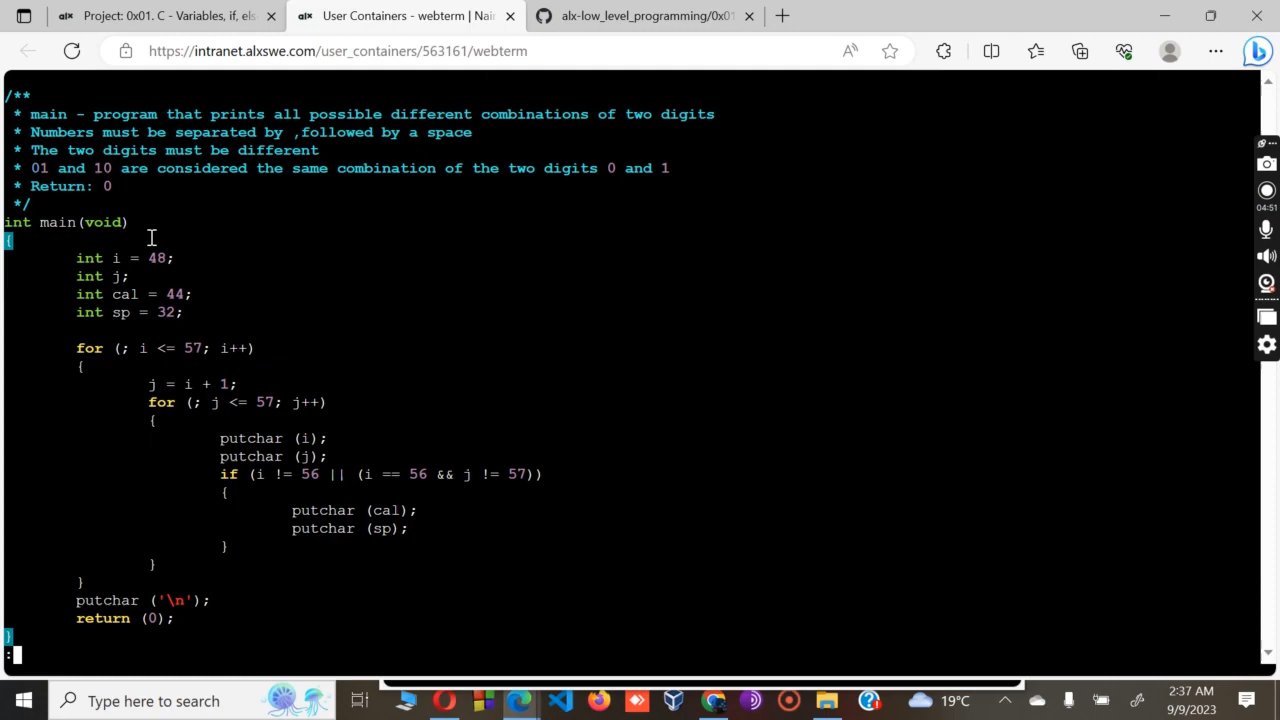 Project: 0x01. C - Variables, if, els
User Containers - webterm | Nair
alx-low_level_programming/0x01
https://intranet.alxswe.com/user_containers/563161/webterm
/**
* main - program that prints all possible different combinations of two digits
* Numbers must be separated by ,followed by a space
* The two digits must be different
* 01 and 10 are considered the same combination of the two digits 0 and 1
* Return: 0
*/
int main(void)
{
int i = 48;
int j;
int cal = 44;
int sp = 32;
for (; i <= 57; i++)
{
j = i + 1;
for (; j <= 57; j++)
{
putchar (i);
putchar (j);
if (i != 56 || (i == 56 && j != 57))
{
putchar (cal);
putchar (sp);
}
}
}
putchar ('\n');
return (0);
}
:
04:51
Type here to search
19°C
2:37 AM
9/9/2023